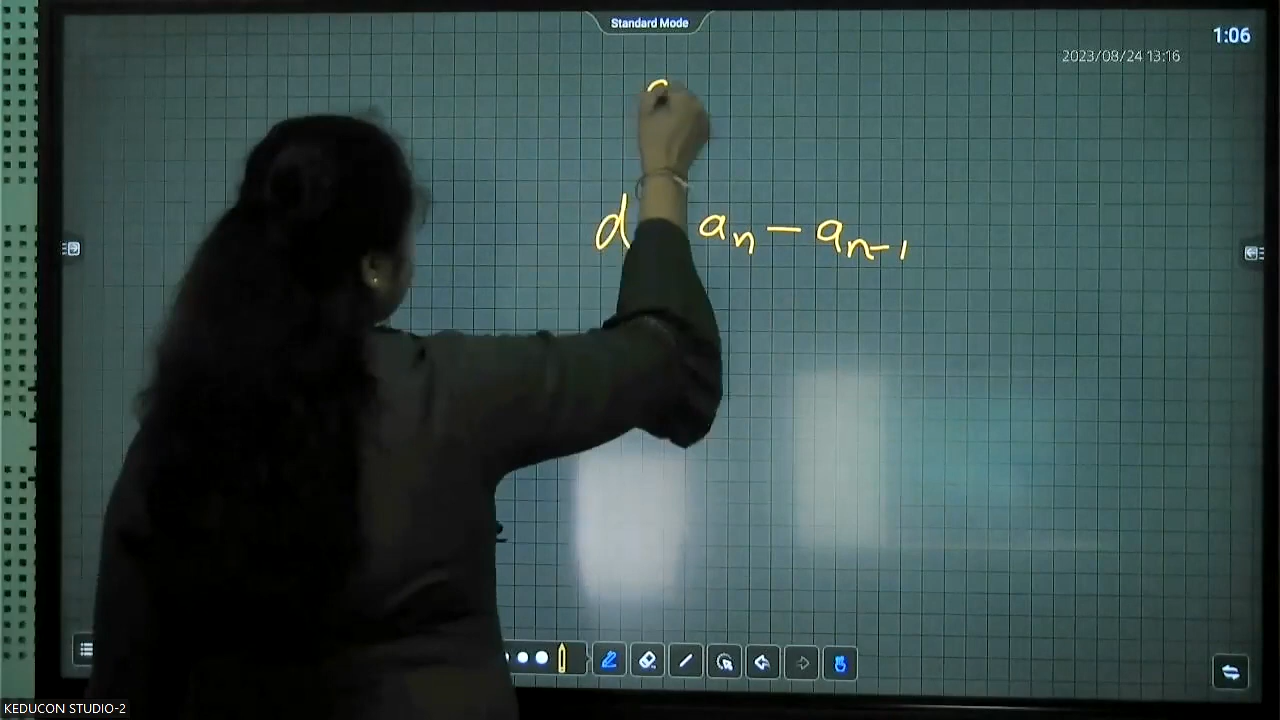 Standard Mode
1:06
2023/08/24 13:16
d aₙ - aₙ₋₁
KEDUCON STUDIO-2